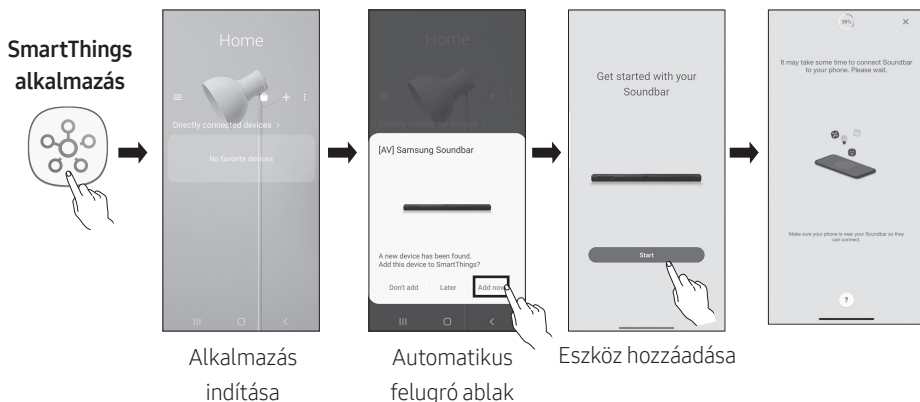 SmartThings
alkalmazás
Home
Directly connected devices >
No favorite devices
Alkalmazás
indítása
Home
Directly connected devices >
[AV] Samsung Soundbar
A new device has been found.
Add this device to SmartThings?
Don't add | Later | Add now
Automatikus
felugró ablak
Get started with your
Soundbar
Start
Eszköz hozzáadása
It may take some time to connect Soundbar
to your phone. Please wait.
Make sure your phone is near your Soundbar so they
can connect.
?